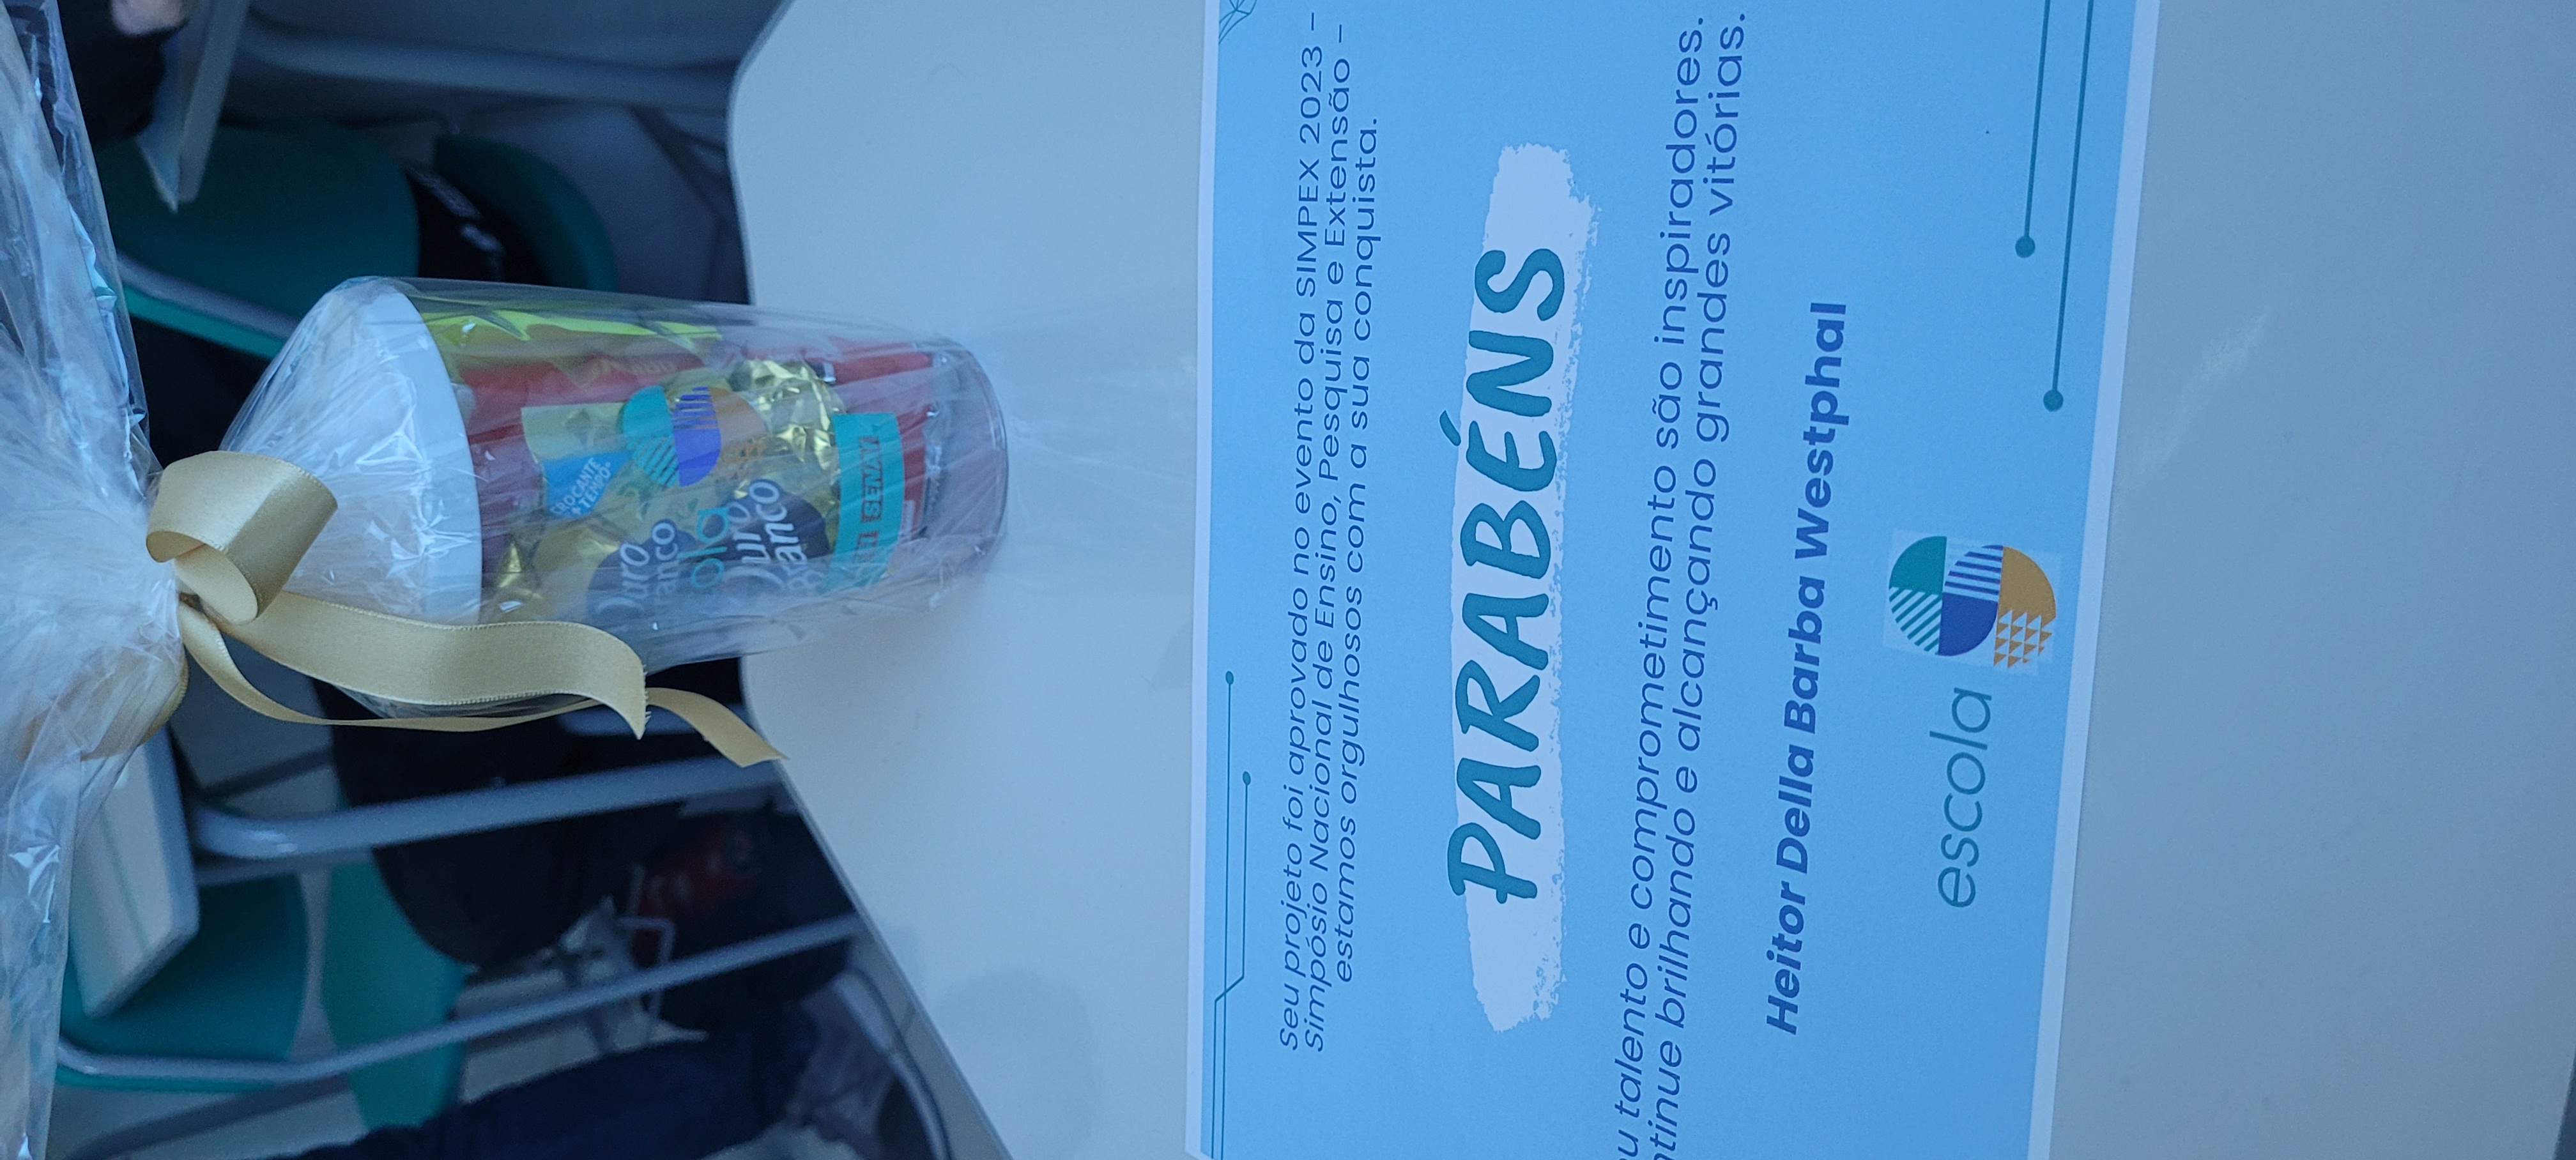 CROCANTE
+ TEMPO*
Ouro
Branco
ola
Ouro
Branco
SENAI
Seu projeto foi aprovado no evento da SIMPEX 2023 –
Simpósio Nacional de Ensino, Pesquisa e Extensão –
estamos orgulhosos com a sua conquista.
PARABÉNS
u talento e comprometimento são inspiradores.
ntinue brilhando e alcançando grandes vitórias.
Heitor Della Barba Westphal
escola